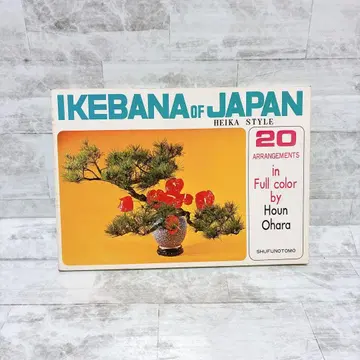 IKEBANA OF JAPAN
HEIKA STYLE
20
ARRANGEMENTS
in
Full color
by
Houn
Ohara
SHUFUNOTOMO